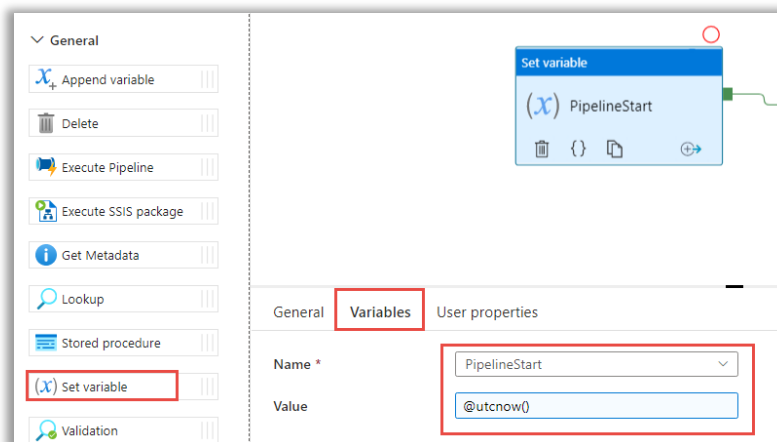 General
Append variable
Delete
Execute Pipeline
Execute SSIS package
Get Metadata
Lookup
Stored procedure
(x) Set variable
Validation
Set variable
(x) PipelineStart
General Variables User properties
Name * PipelineStart
Value @utcnow()